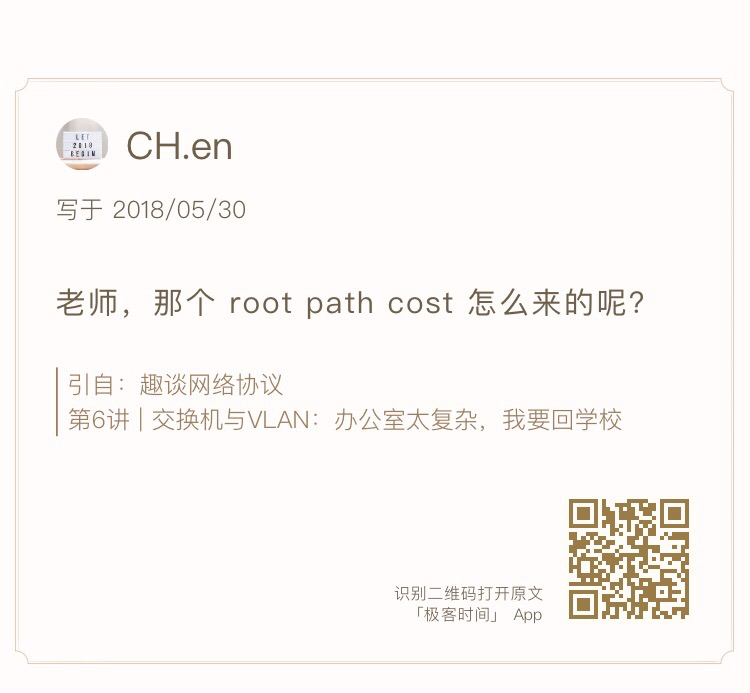 LET
2018
BEGIN
CH.en
写于 2018/05/30
老师，那个 root path cost 怎么来的呢？
引自：趣谈网络协议
第6讲 | 交换机与VLAN：办公室太复杂，我要回学校
识别二维码打开原文
「极客时间」 App